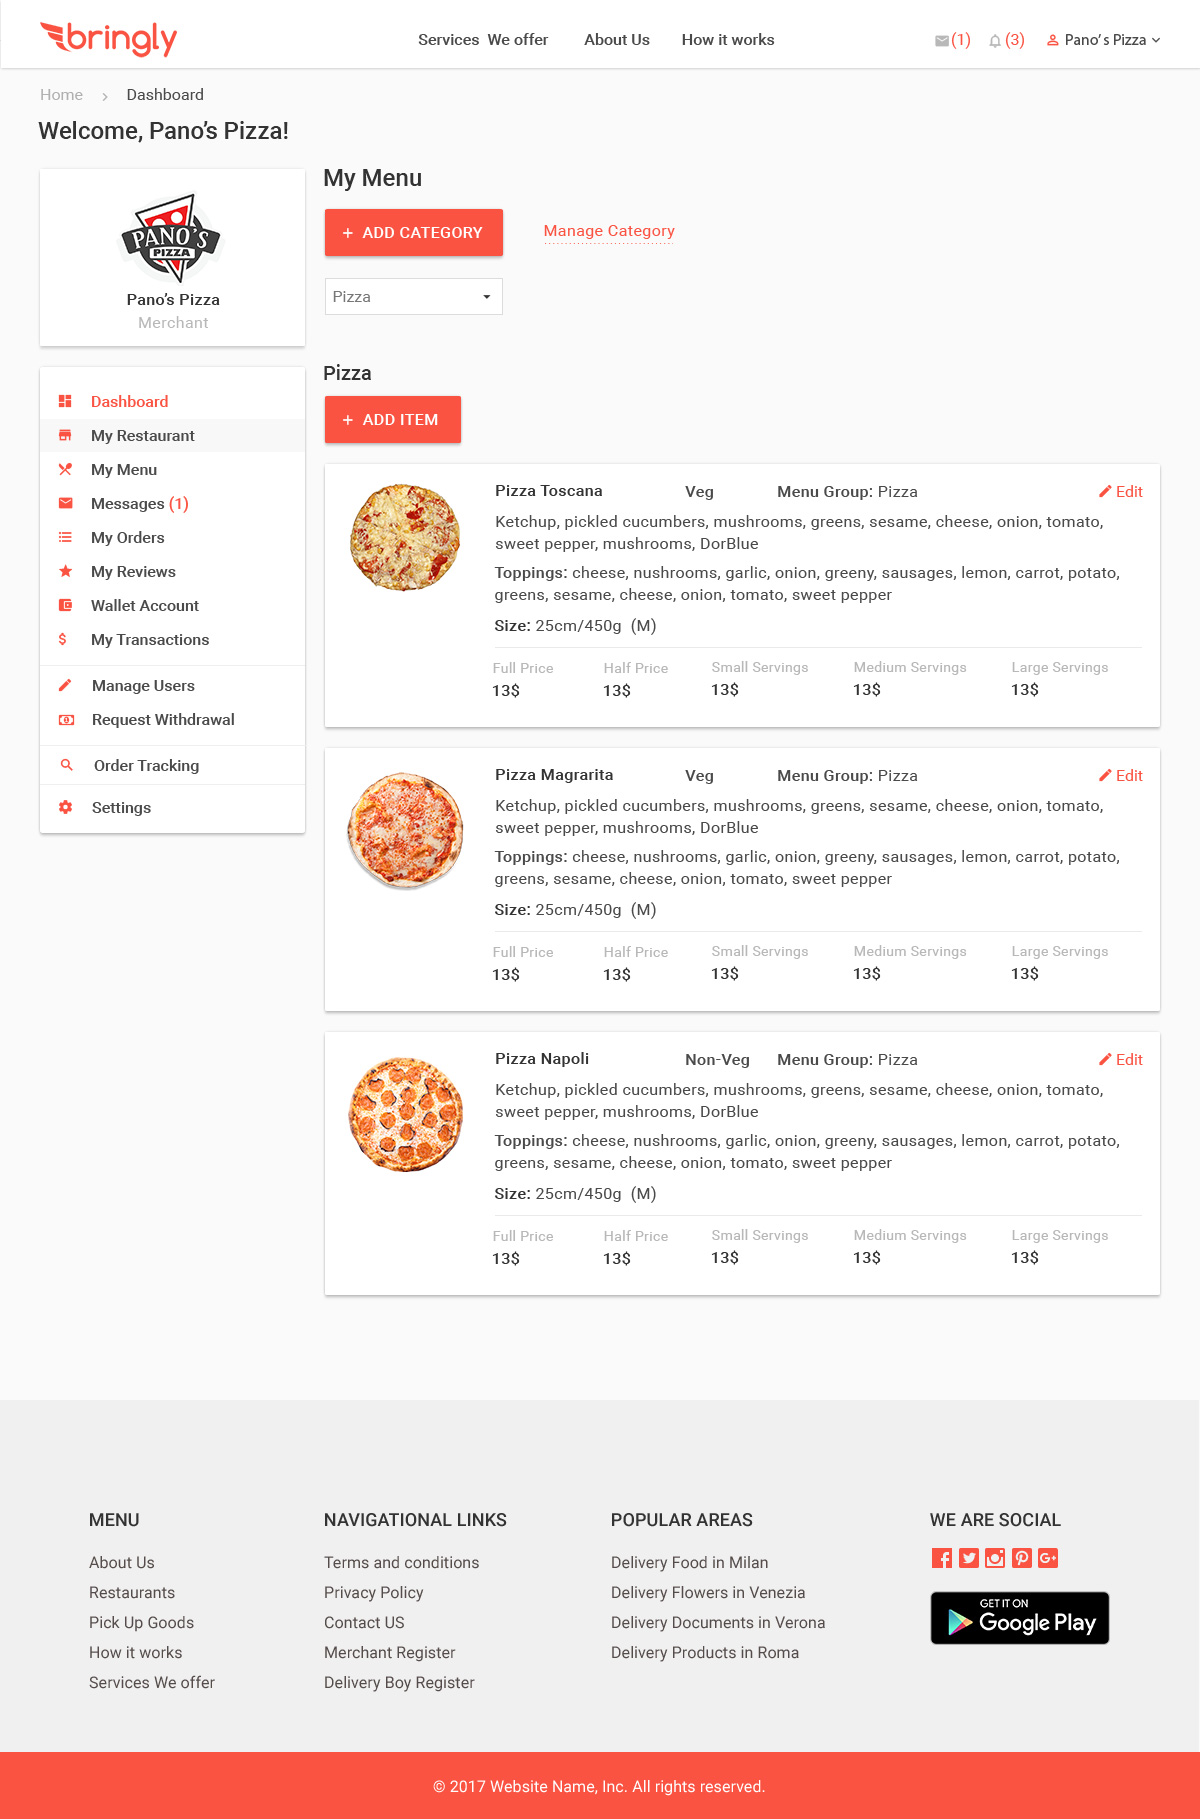 bringly
Services We offer About Us How it works (1) (3) Pano's Pizza
Home Dashboard
Welcome, Pano's Pizza!
PANO'S
PIZZA
Pano's Pizza
Merchant
Dashboard
My Restaurant
My Menu
Messages (1)
My Orders
My Reviews
Wallet Account
My Transactions
Manage Users
Request Withdrawal
Order Tracking
Settings
My Menu
+ ADD CATEGORY Manage Category
Pizza
Pizza
+ ADD ITEM
Pizza Toscana Veg Menu Group: Pizza Edit
Ketchup, pickled cucumbers, mushrooms, greens, sesame, cheese, onion, tomato,
sweet pepper, mushrooms, DorBlue
Toppings: cheese, nushrooms, garlic, onion, greeny, sausages, lemon, carrot, potato,
greens, sesame, cheese, onion, tomato, sweet pepper
Size: 25cm/450g (M)
Full Price Half Price Small Servings Medium Servings Large Servings
13$ 13$ 13$ 13$ 13$
Pizza Magrarita Veg Menu Group: Pizza Edit
Ketchup, pickled cucumbers, mushrooms, greens, sesame, cheese, onion, tomato,
sweet pepper, mushrooms, DorBlue
Toppings: cheese, nushrooms, garlic, onion, greeny, sausages, lemon, carrot, potato,
greens, sesame, cheese, onion, tomato, sweet pepper
Size: 25cm/450g (M)
Full Price Half Price Small Servings Medium Servings Large Servings
13$ 13$ 13$ 13$ 13$
Pizza Napoli Non-Veg Menu Group: Pizza Edit
Ketchup, pickled cucumbers, mushrooms, greens, sesame, cheese, onion, tomato,
sweet pepper, mushrooms, DorBlue
Toppings: cheese, nushrooms, garlic, onion, greeny, sausages, lemon, carrot, potato,
greens, sesame, cheese, onion, tomato, sweet pepper
Size: 25cm/450g (M)
Full Price Half Price Small Servings Medium Servings Large Servings
13$ 13$ 13$ 13$ 13$
MENU
About Us
Restaurants
Pick Up Goods
How it works
Services We offer
NAVIGATIONAL LINKS
Terms and conditions
Privacy Policy
Contact US
Merchant Register
Delivery Boy Register
POPULAR AREAS
Delivery Food in Milan
Delivery Flowers in Venezia
Delivery Documents in Verona
Delivery Products in Roma
WE ARE SOCIAL
GET IT ON
Google Play
© 2017 Website Name, Inc. All rights reserved.